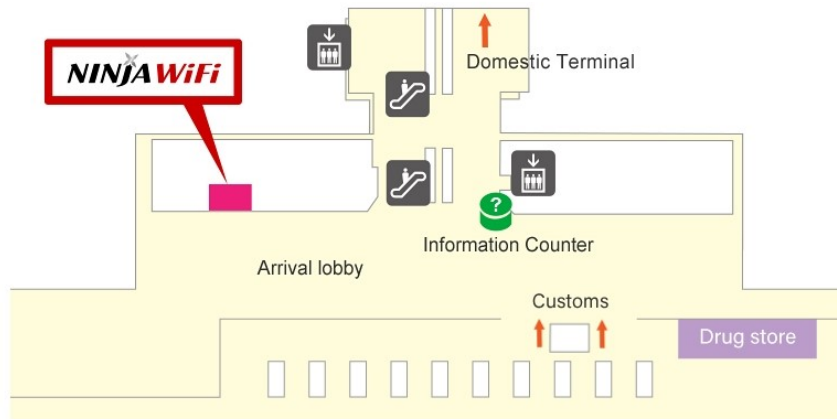 Domestic Terminal
NINJA WiFi
?
Information Counter
Arrival lobby
Customs
Drug store